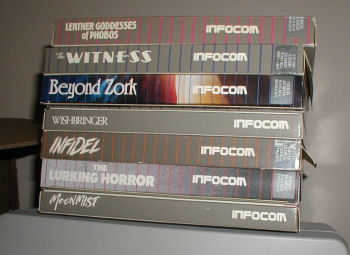 LEATHER GODDESSES
of PHOBOS
INFOCOM
The WITNESS
INFOCOM
Beyond Zork
INFOCOM
WISHBRINGER
INFOCOM
INFIDEL
INFOCOM
THE
LURKING HORROR
INFOCOM
MOONMIST
INFOCOM